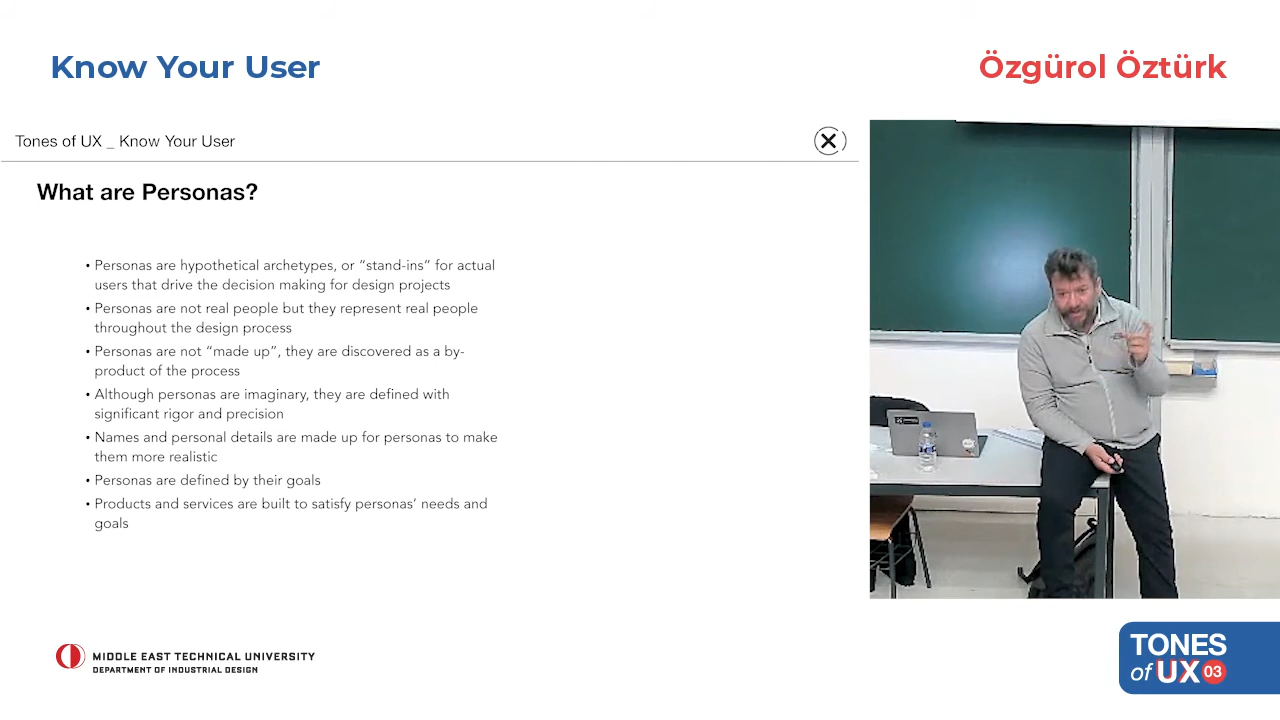 Know Your User
Özgürol Öztürk
Tones of UX _ Know Your User
What are Personas?
• Personas are hypothetical archetypes, or “stand-ins” for actual
users that drive the decision making for design projects
• Personas are not real people but they represent real people
throughout the design process
• Personas are not “made up”, they are discovered as a by-
product of the process
• Although personas are imaginary, they are defined with
significant rigor and precision
• Names and personal details are made up for personas to make
them more realistic
• Personas are defined by their goals
• Products and services are built to satisfy personas’ needs and
goals
MIDDLE EAST TECHNICAL UNIVERSITY
DEPARTMENT OF INDUSTRIAL DESIGN
TONES
of UX 03